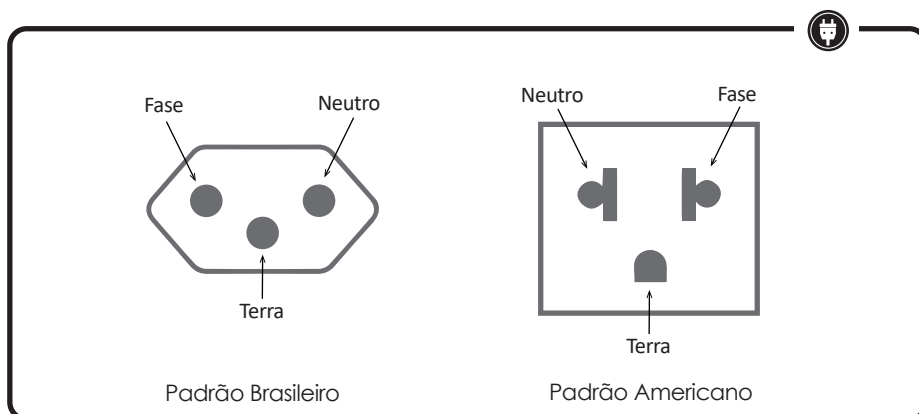 Fase
Neutro
Terra
Padrão Brasileiro
Neutro
Fase
Terra
Padrão Americano